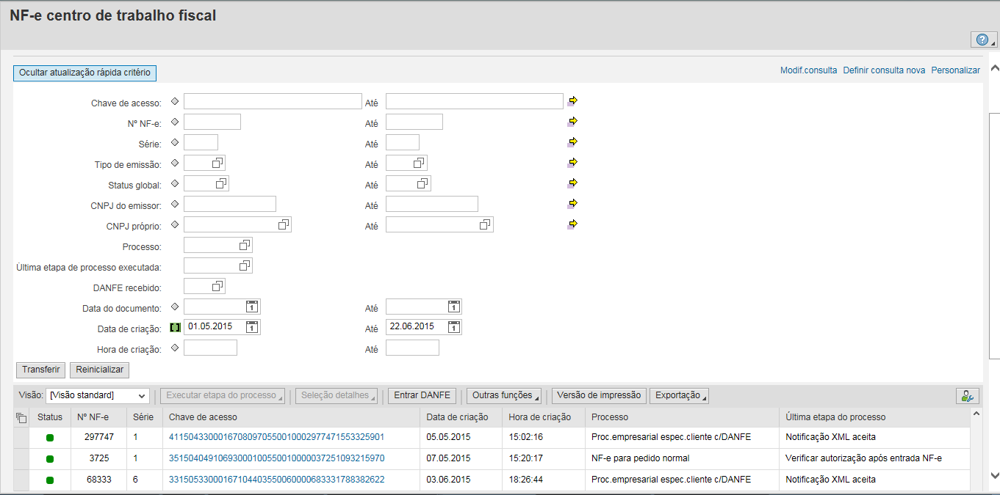 NF-e centro de trabalho fiscal
Ocultar atualização rápida critério Modif.consulta Definir consulta nova Personalizar
Chave de acesso: Até
Nº NF-e: Até
Série: Até
Tipo de emissão: Até
Status global: Até
CNPJ do emissor: Até
CNPJ próprio: Até
Processo:
Última etapa de processo executada:
DANFE recebido:
Data do documento: Até
Data de criação: 01.05.2015 Até 22.06.2015
Hora de criação: Até
Transferir Reinicializar
Visão: [Visão standard] Executar etapa do processo Seleção detalhes Entrar DANFE Outras funções Versão de impressão Exportação
Status Nº NF-e Série Chave de acesso Data de criação Hora de criação Processo Última etapa do processo
297747 1 41150433000167080970550010002977471553325901 05.05.2015 15:02:16 Proc.empresarial espec.cliente c/DANFE Notificação XML aceita
3725 1 35150404910693000100550010000037251093215970 07.05.2015 15:20:17 NF-e para pedido normal Verificar autorização após entrada NF-e
68333 6 33150533000167104403550060000683331788382622 03.06.2015 18:26:44 Proc.empresarial espec.cliente c/DANFE Notificação XML aceita